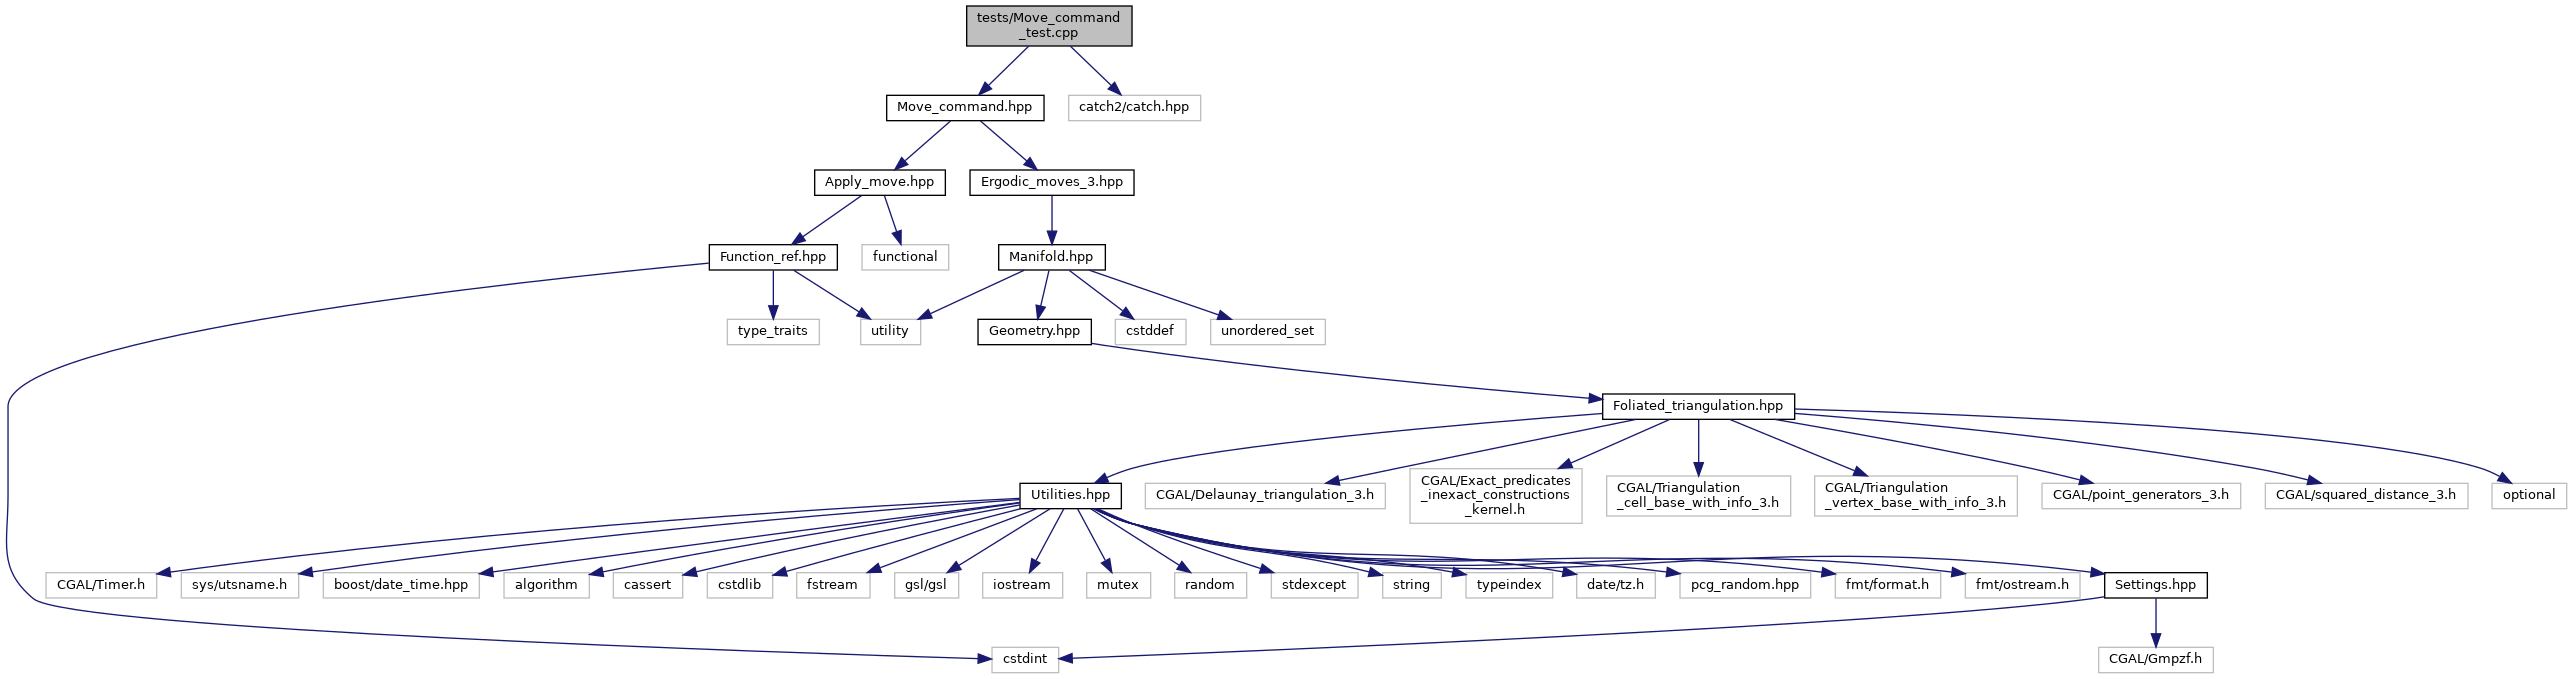 tests/Move_command
_test.cpp
Move_command.hpp
catch2/catch.hpp
Apply_move.hpp
Ergodic_moves_3.hpp
Function_ref.hpp
functional
Manifold.hpp
type_traits
utility
Geometry.hpp
cstddef
unordered_set
Foliated_triangulation.hpp
Utilities.hpp
CGAL/Delaunay_triangulation_3.h
CGAL/Exact_predicates
_inexact_constructions
_kernel.h
CGAL/Triangulation
_cell_base_with_info_3.h
CGAL/Triangulation
_vertex_base_with_info_3.h
CGAL/point_generators_3.h
CGAL/squared_distance_3.h
optional
CGAL/Timer.h
sys/utsname.h
boost/date_time.hpp
algorithm
cassert
cstdlib
fstream
gsl/gsl
iostream
mutex
random
stdexcept
string
typeindex
date/tz.h
pcg_random.hpp
fmt/format.h
fmt/ostream.h
Settings.hpp
cstdint
CGAL/Gmpzf.h